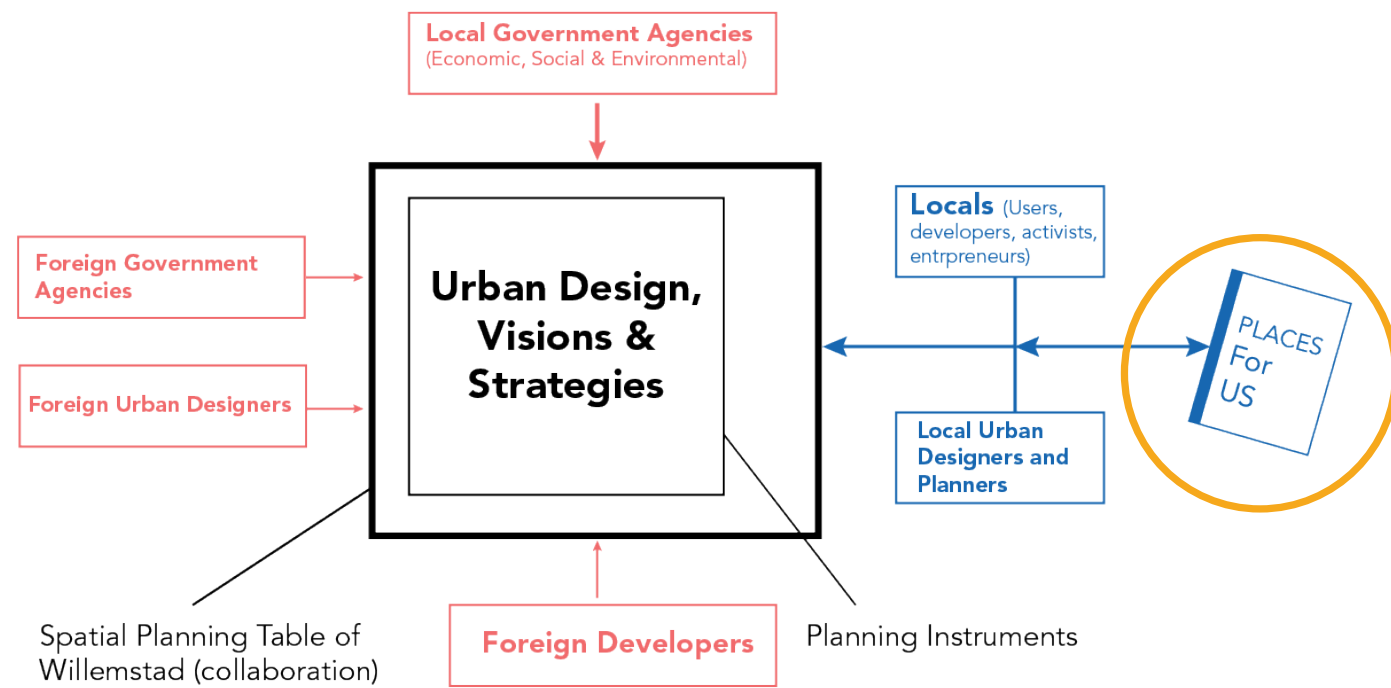 Local Government Agencies
(Economic, Social & Environmental)
Foreign Government
Agencies
Foreign Urban Designers
Urban Design,
Visions &
Strategies
Locals (Users,
developers, activists,
entrpreneurs)
PLACES
For
US
Local Urban
Designers and
Planners
Spatial Planning Table of
Willemstad (collaboration)
Foreign Developers
Planning Instruments